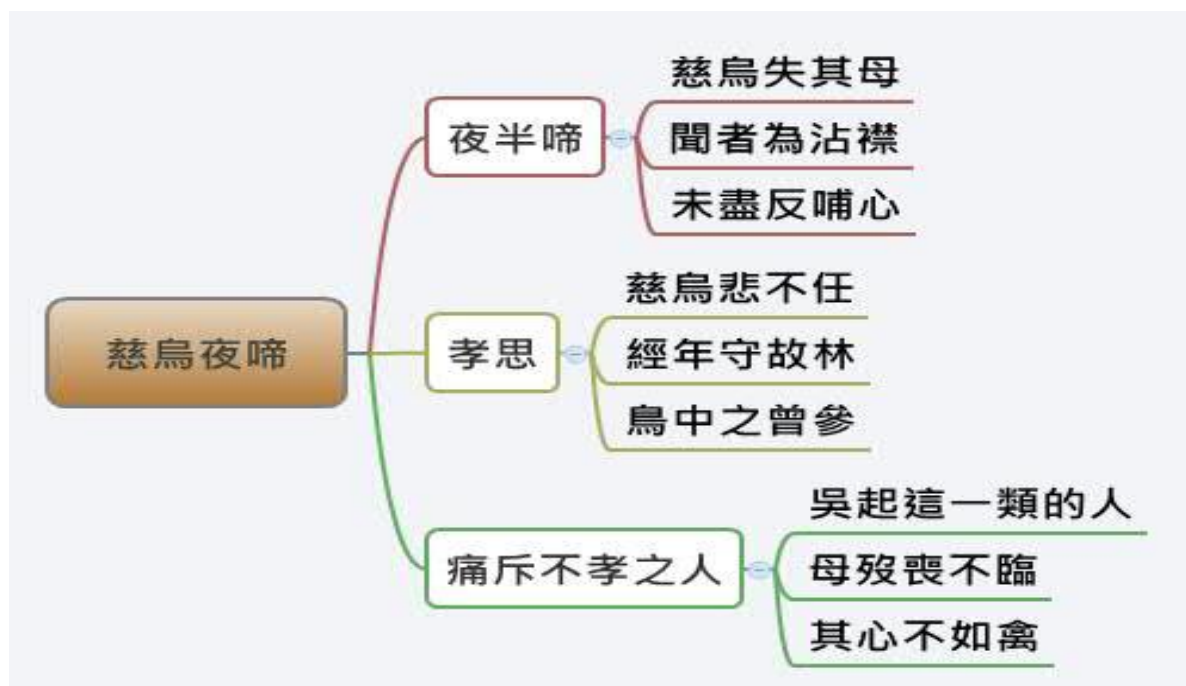 慈烏夜啼
夜半啼
慈烏失其母
聞者為沾襟
未盡反哺心
孝思
慈烏悲不任
經年守故林
鳥中之曾參
痛斥不孝之人
吳起這一類的人
母歿喪不臨
其心不如禽